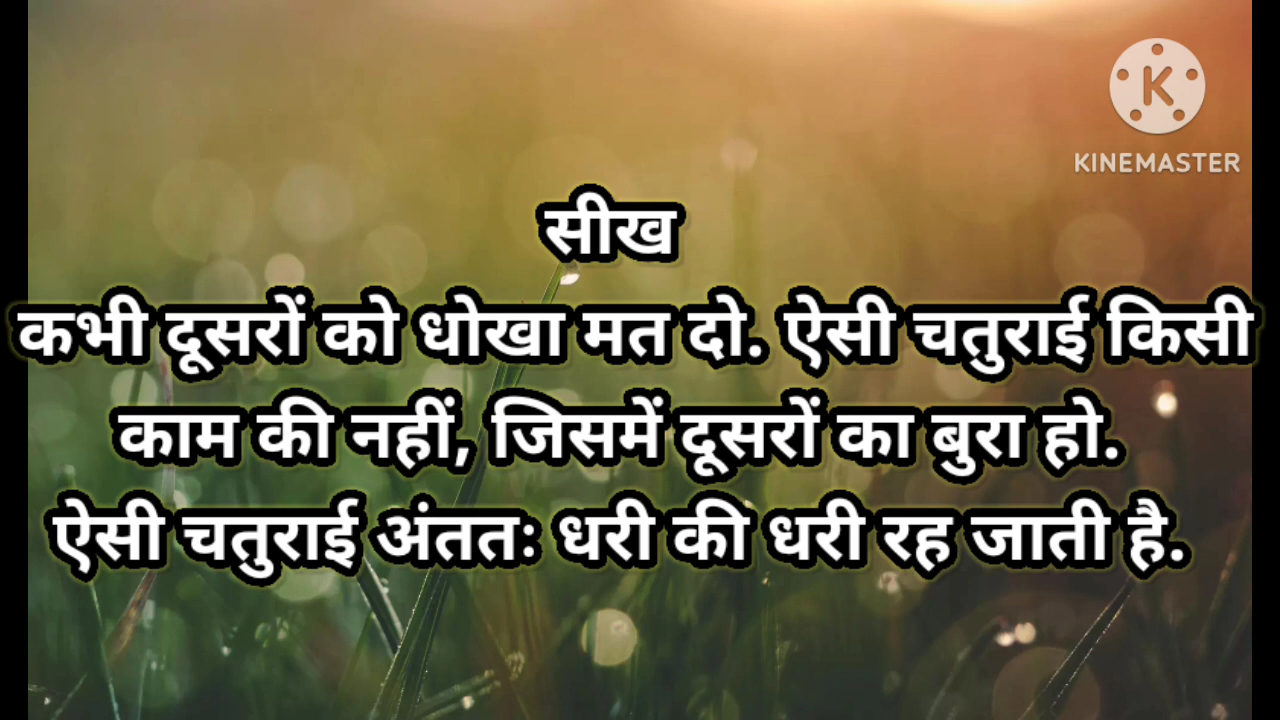 K
KINEMASTER
सीख
कभी दूसरों को धोखा मत दो. ऐसी चतुराई किसी
काम की नहीं, जिसमें दूसरों का बुरा हो.
ऐसी चतुराई अंततः धरी की धरी रह जाती है.